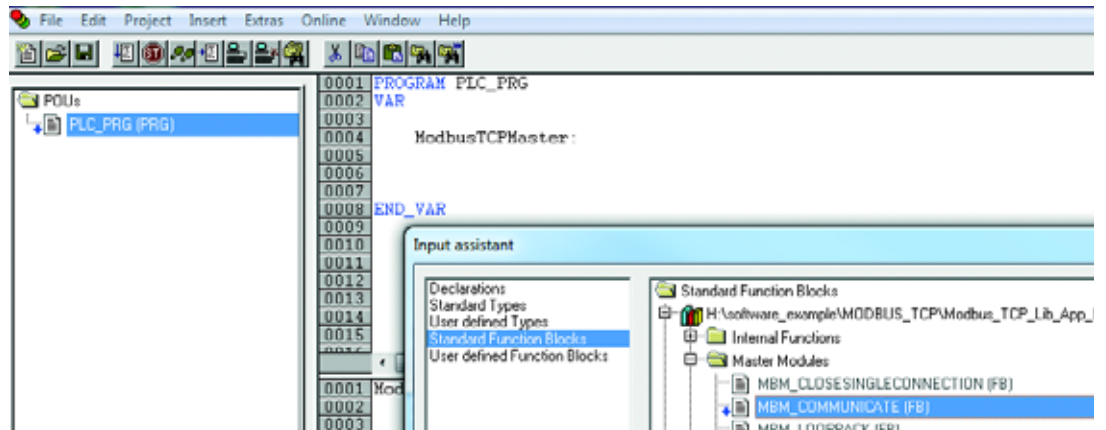 File Edit Project Insert Extras Online Window Help
POUs
PLC_PRG (PRG)
0001 PROGRAM PLC_PRG
0002 VAR
0003
0004 ModbusTCPMaster:
0005
0006
0007
0008 END_VAR
0009
0010
0011
0012
0013
0014
0015
Input assistant
Declarations
Standard Types
User defined Types
Standard Function Blocks
User defined Function Blocks
Standard Function Blocks
H:\software_example\MODBUS_TCP\Modbus_TCP_Lib_App_
Internal Functions
Master Modules
MBM_CLOSESINGLECONNECTION (FB)
MBM_COMMUNICATE (FB)
MBM_LOOPBACK (FB)
0001 Mod
0002
0003